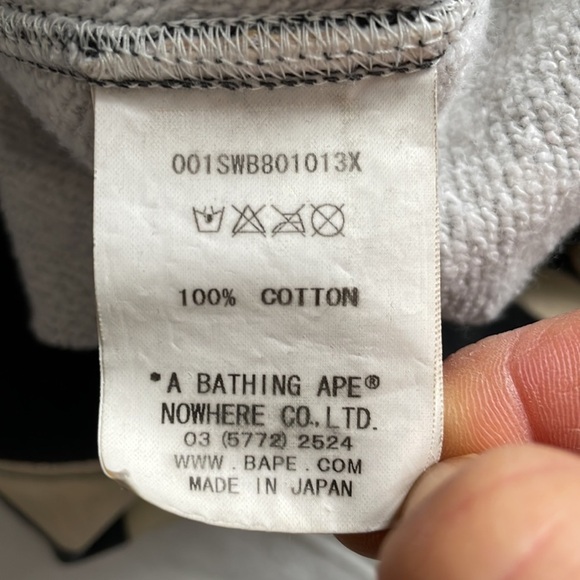 001SWB801013X
100% COTTON
*A BATHING APE®
NOWHERE CO.,LTD.
03 (5772) 2524
WWW.BAPE.COM
MADE IN JAPAN